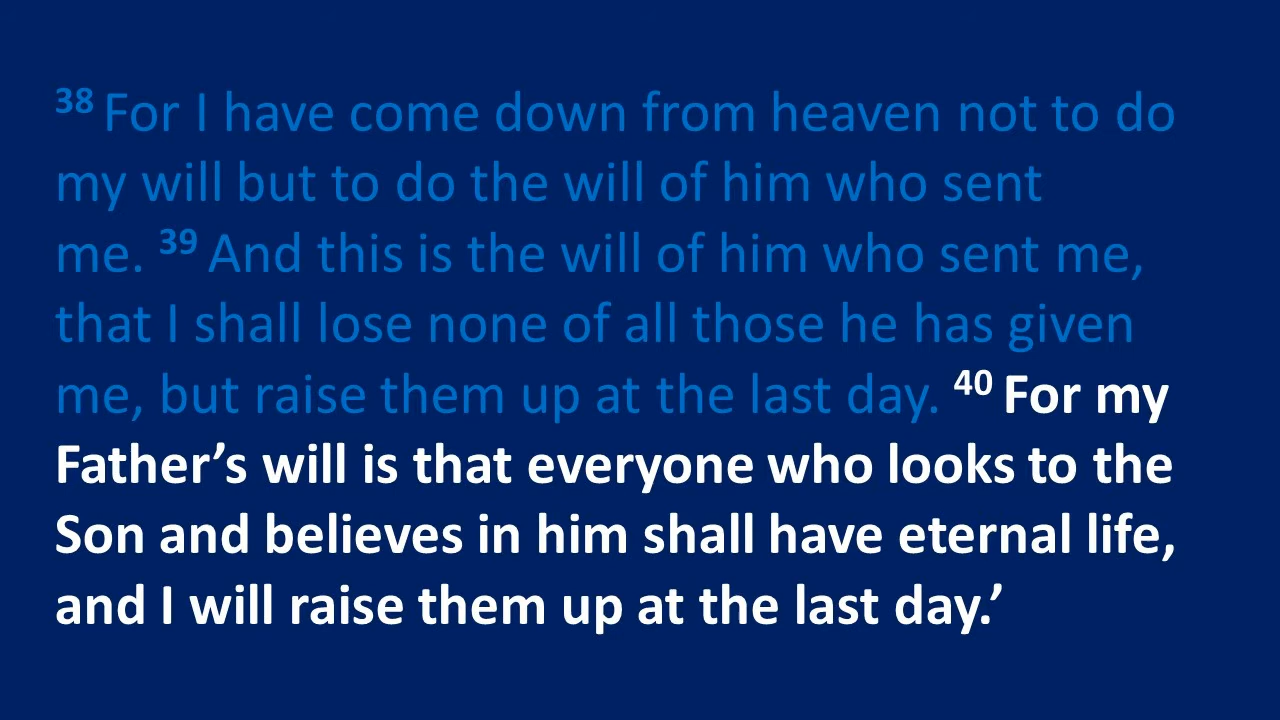 38 For I have come down from heaven not to do
my will but to do the will of him who sent
me. 39 And this is the will of him who sent me,
that I shall lose none of all those he has given
me, but raise them up at the last day. 40 For my
Father’s will is that everyone who looks to the
Son and believes in him shall have eternal life,
and I will raise them up at the last day.’